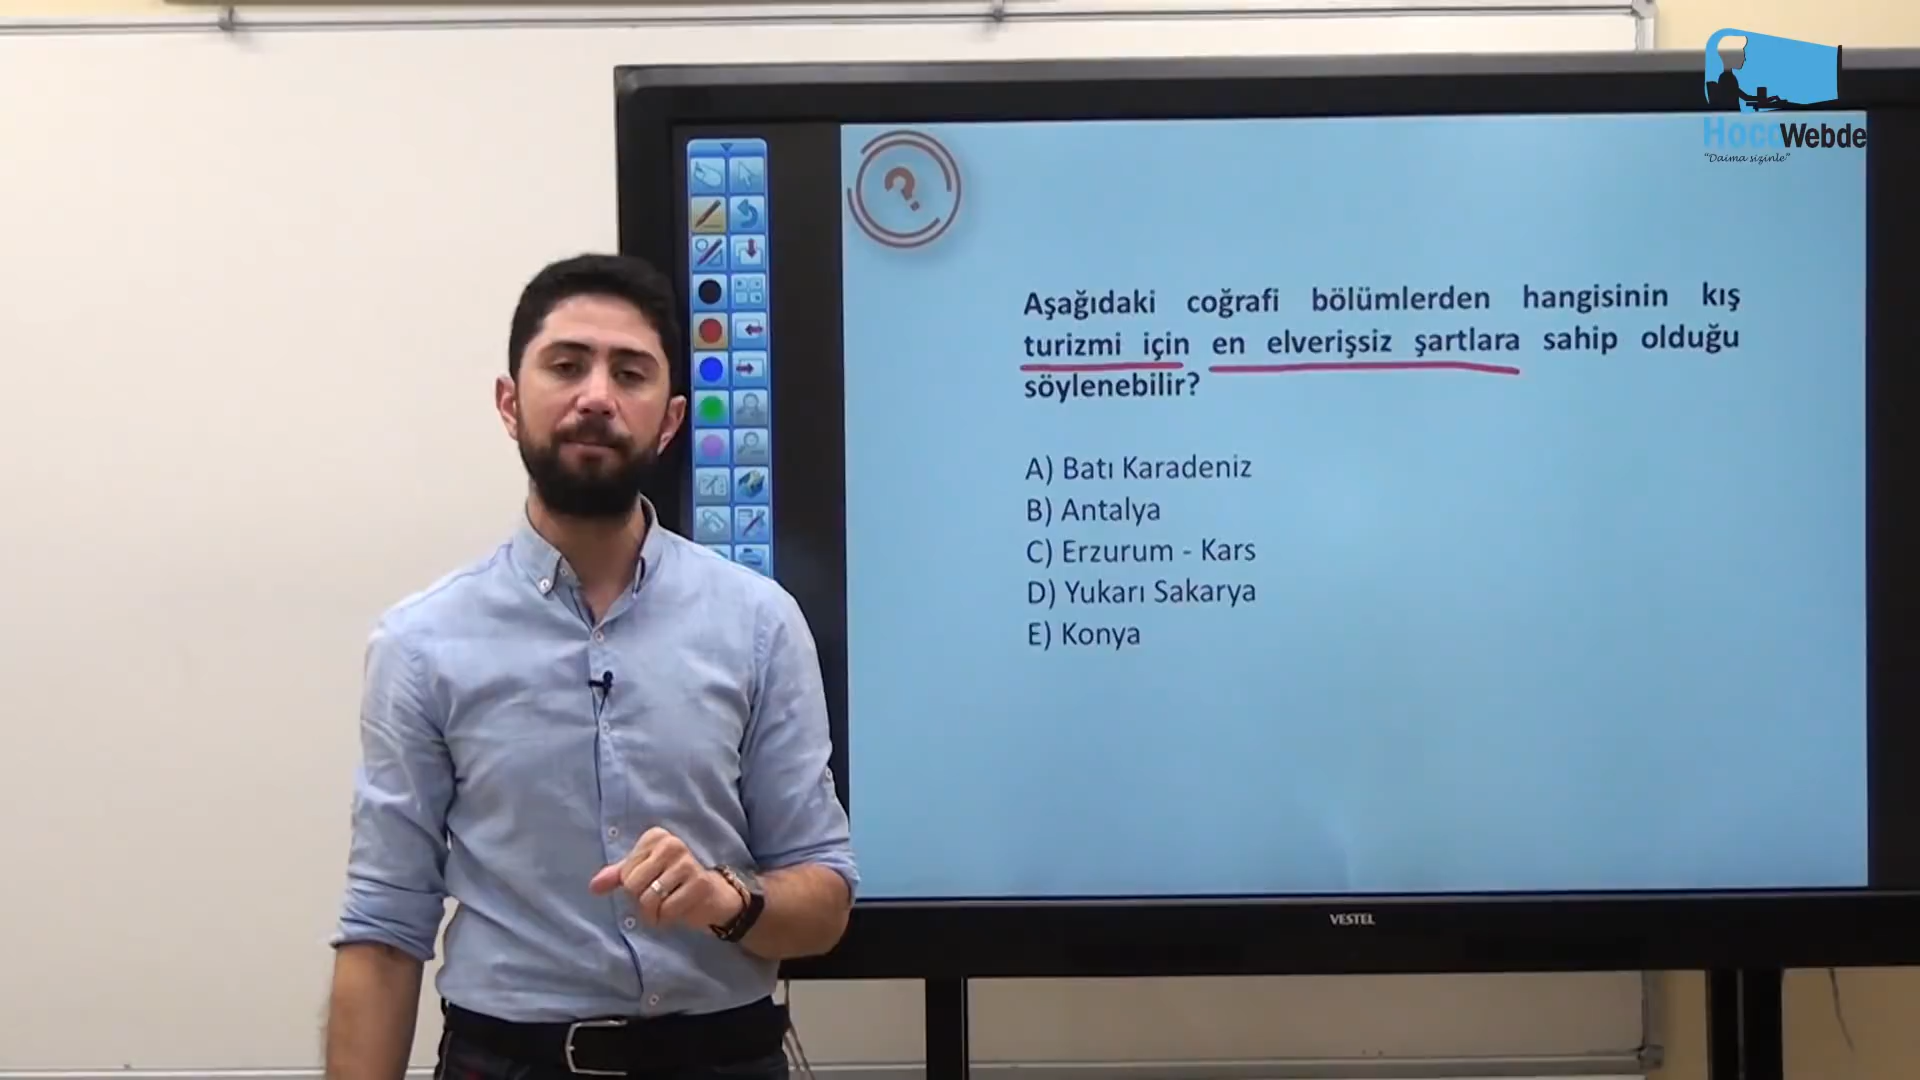 HocaWebde
"Daima sizinle"
?
Aşağıdaki coğrafi bölümlerden hangisinin kış
turizmi için en elverişsiz şartlara sahip olduğu
söylenebilir?
A) Batı Karadeniz
B) Antalya
C) Erzurum - Kars
D) Yukarı Sakarya
E) Konya
VESTEL